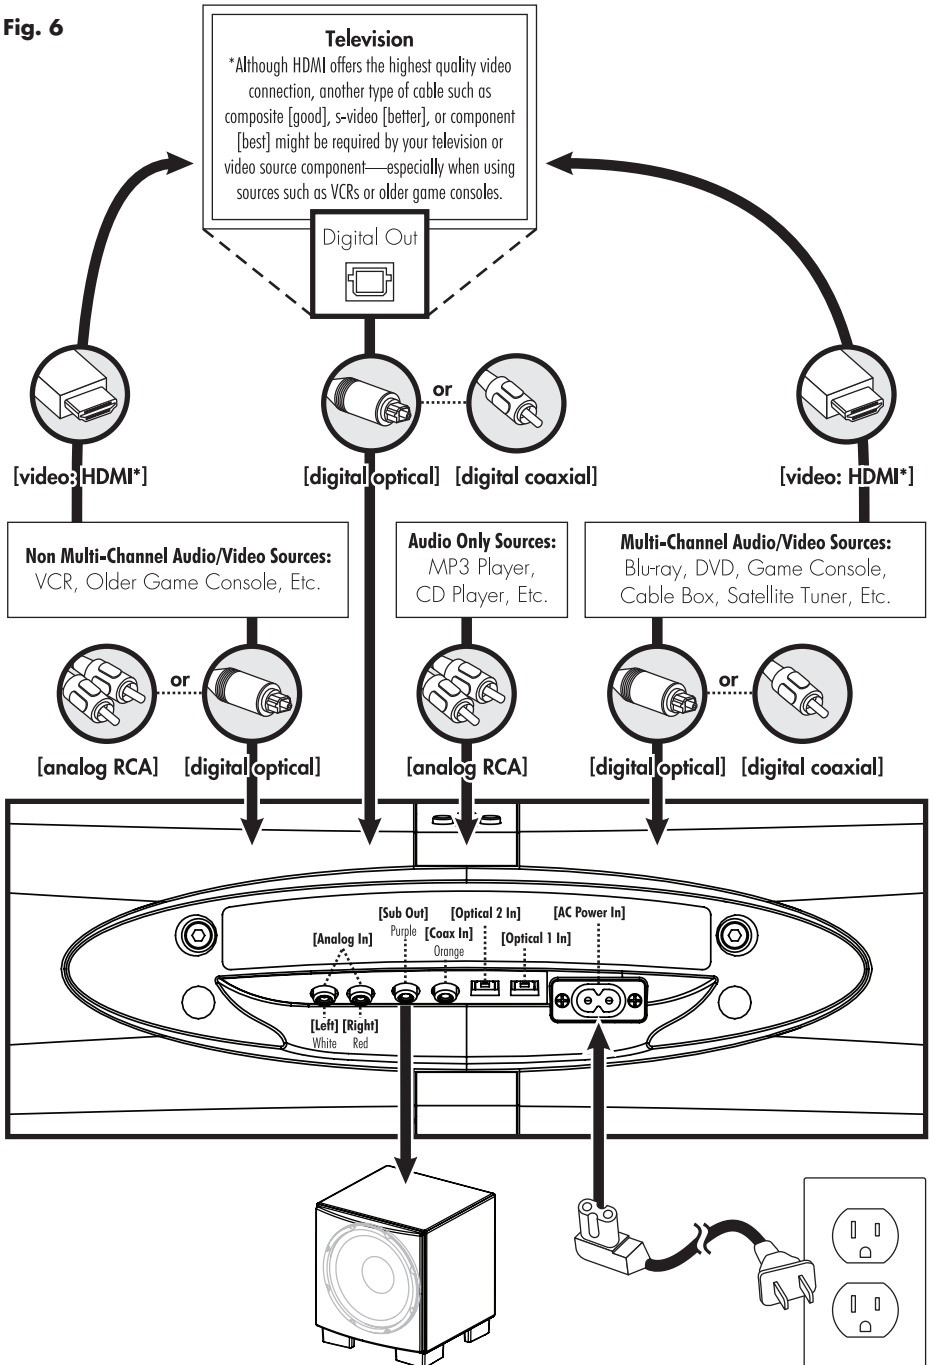 Fig. 6
Television
*Although HDMI offers the highest quality video
connection, another type of cable such as
composite [good], s-video [better], or component
[best] might be required by your television or
video source component—especially when using
sources such as VCRs or older game consoles.
Digital Out
or
[video: HDMI*]
[digital optical]
[digital coaxial]
[video: HDMI*]
Non Multi-Channel Audio/Video Sources:
VCR, Older Game Console, Etc.
Audio Only Sources:
MP3 Player,
CD Player, Etc.
Multi-Channel Audio/Video Sources:
Blu-ray, DVD, Game Console,
Cable Box, Satellite Tuner, Etc.
or
or
[analog RCA]
[digital optical]
[analog RCA]
[digital optical]
[digital coaxial]
[Analog In]
[Sub Out]
Purple
[Coax In]
Orange
[Optical 2 In]
[Optical 1 In]
[AC Power In]
[Left]
White
[Right]
Red